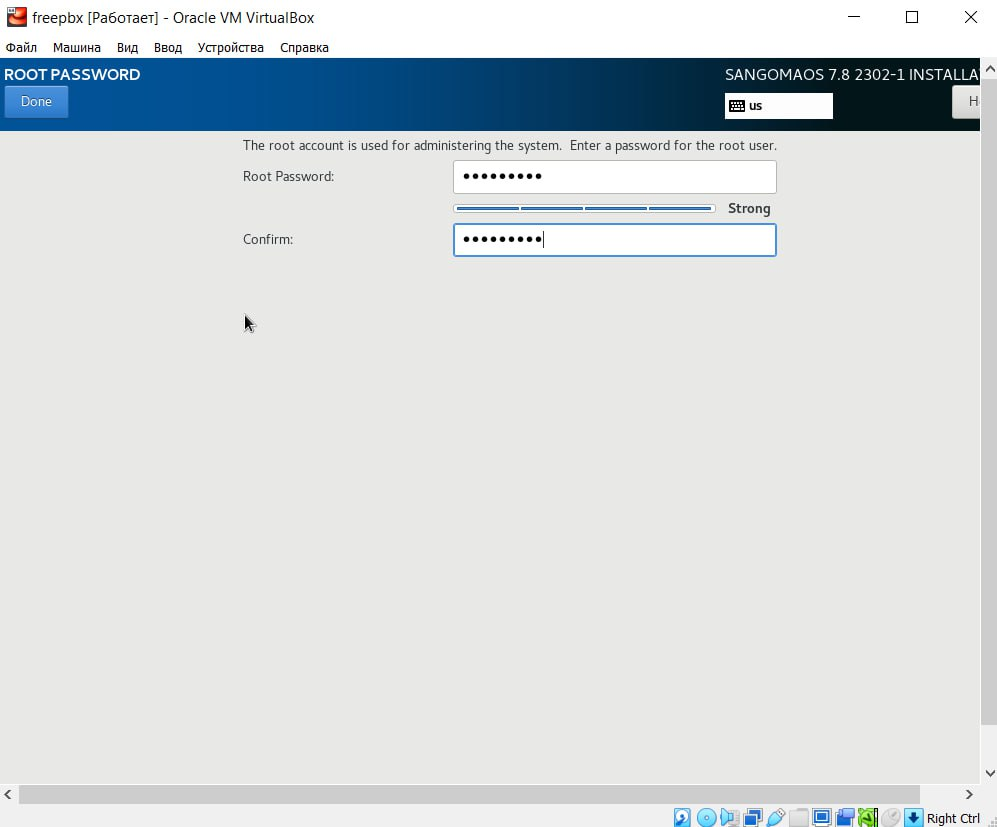 freepbx [Работает] - Oracle VM VirtualBox
Файл Машина Вид Ввод Устройства Справка
ROOT PASSWORD
SANGOMAOS 7.8 2302-1 INSTALLA
Done
us
H
The root account is used for administering the system. Enter a password for the root user.
Root Password:
•••••••••
Strong
Confirm:
•••••••••
Right Ctrl